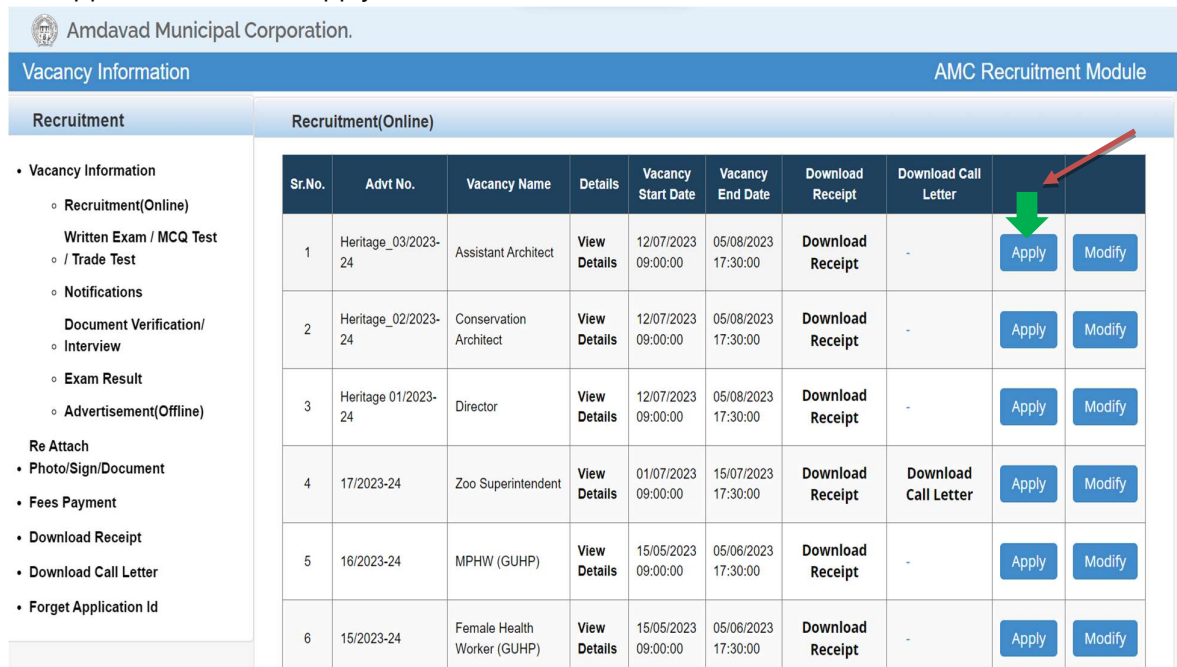 Amdavad Municipal Corporation.
Vacancy Information
AMC Recruitment Module
Recruitment
• Vacancy Information
◦ Recruitment(Online)
Written Exam / MCQ Test
◦ / Trade Test
◦ Notifications
Document Verification/
◦ Interview
◦ Exam Result
◦ Advertisement(Offline)
Re Attach
• Photo/Sign/Document
• Fees Payment
• Download Receipt
• Download Call Letter
• Forget Application Id
Recruitment(Online)
Sr.No. Advt No. Vacancy Name Details Vacancy Start Date Vacancy End Date Download Receipt Download Call Letter
1 Heritage_03/2023-24 Assistant Architect View Details 12/07/2023 09:00:00 05/08/2023 17:30:00 Download Receipt - Apply Modify
2 Heritage_02/2023-24 Conservation Architect View Details 12/07/2023 09:00:00 05/08/2023 17:30:00 Download Receipt - Apply Modify
3 Heritage 01/2023-24 Director View Details 12/07/2023 09:00:00 05/08/2023 17:30:00 Download Receipt - Apply Modify
4 17/2023-24 Zoo Superintendent View Details 01/07/2023 09:00:00 15/07/2023 17:30:00 Download Receipt Download Call Letter Apply Modify
5 16/2023-24 MPHW (GUHP) View Details 15/05/2023 09:00:00 05/06/2023 17:30:00 Download Receipt - Apply Modify
6 15/2023-24 Female Health Worker (GUHP) View Details 15/05/2023 09:00:00 05/06/2023 17:30:00 Download Receipt - Apply Modify